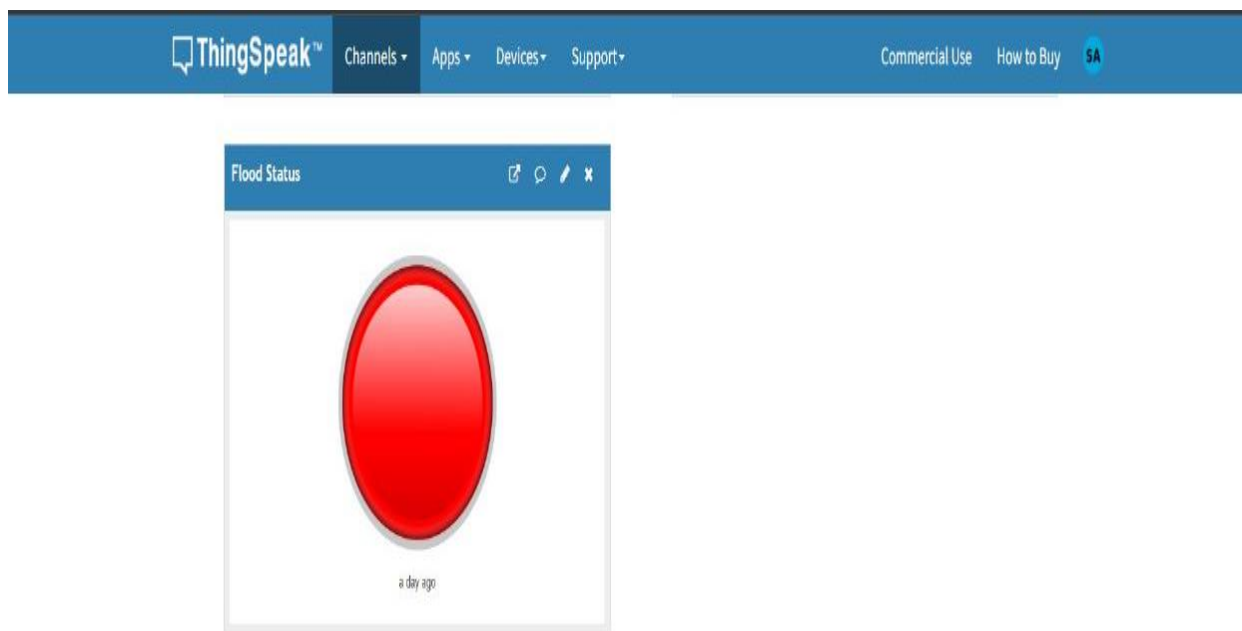 ThingSpeak™ Channels Apps Devices Support Commercial Use How to Buy SA
Flood Status
a day ago